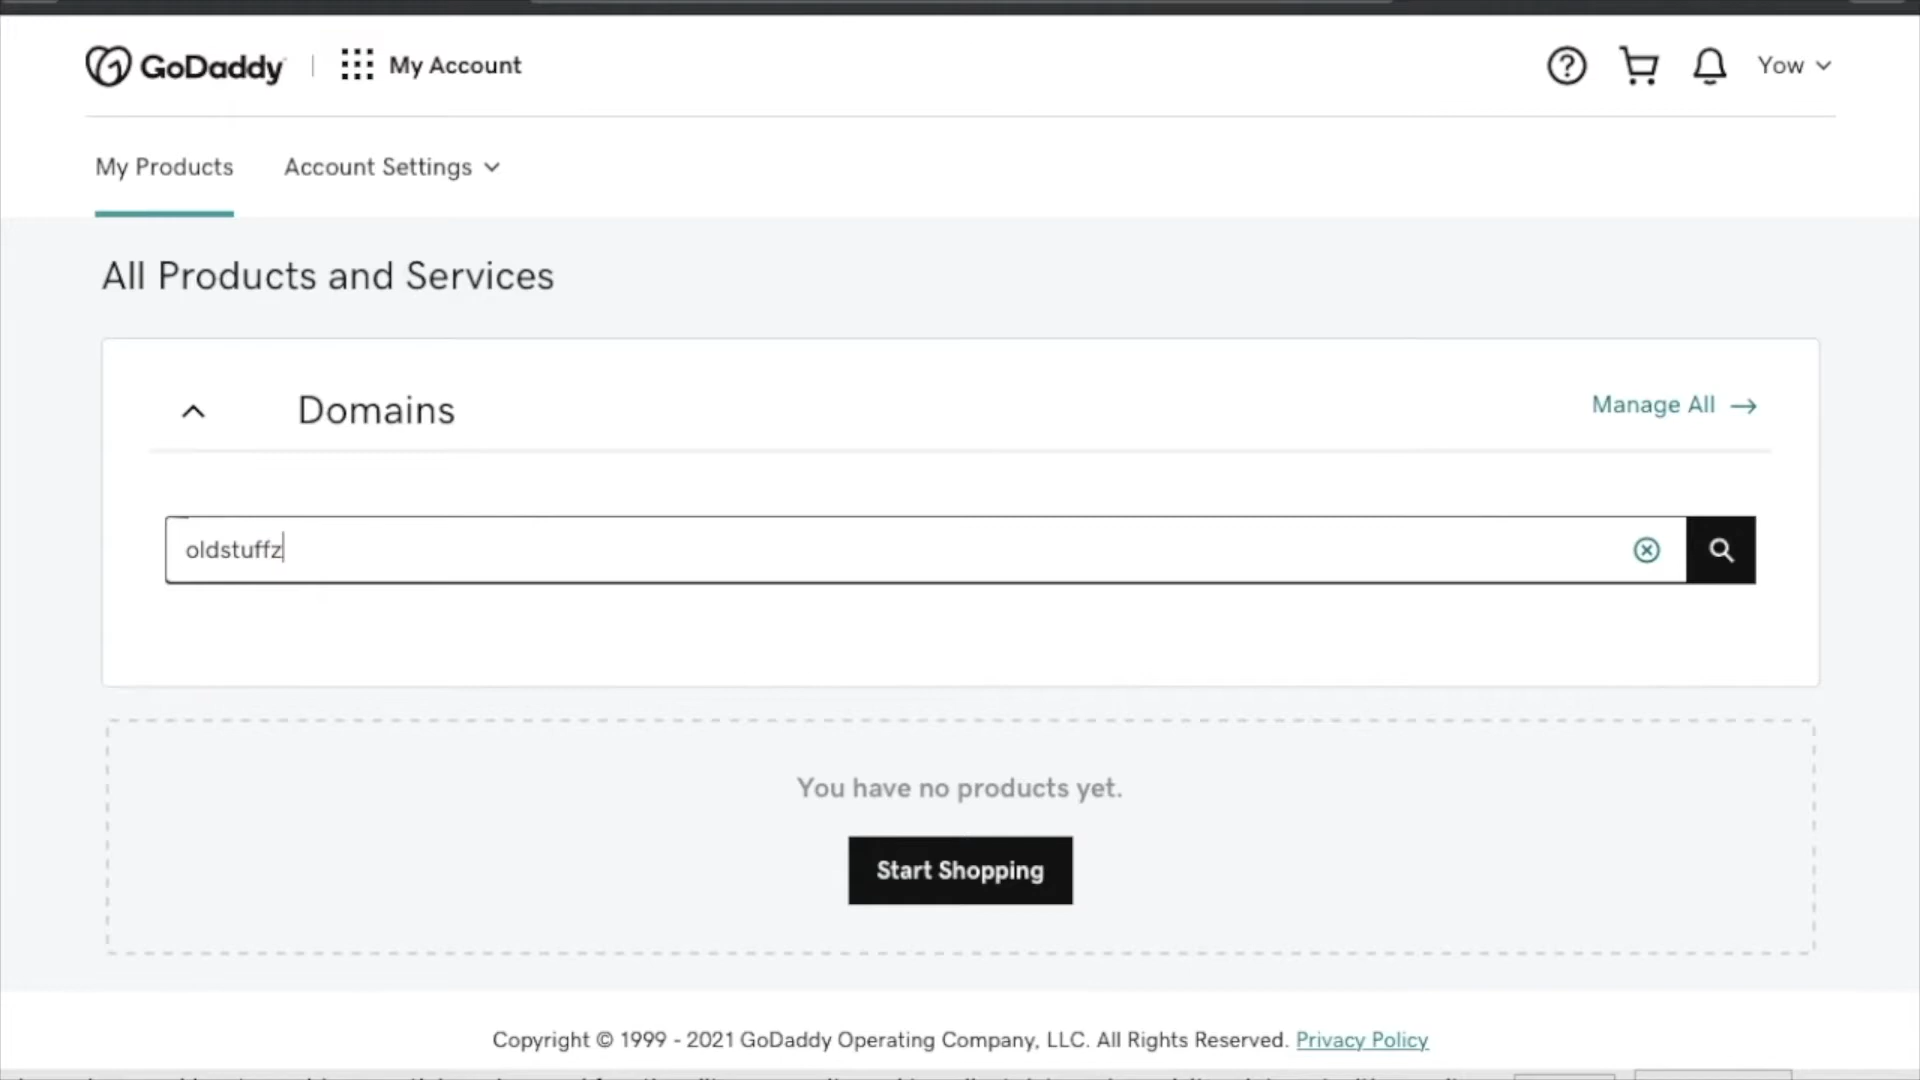 GoDaddy
My Account
Yow
My Products
Account Settings
All Products and Services
Domains
Manage All →
oldstuffz
You have no products yet.
Start Shopping
Copyright © 1999 - 2021 GoDaddy Operating Company, LLC. All Rights Reserved. Privacy Policy